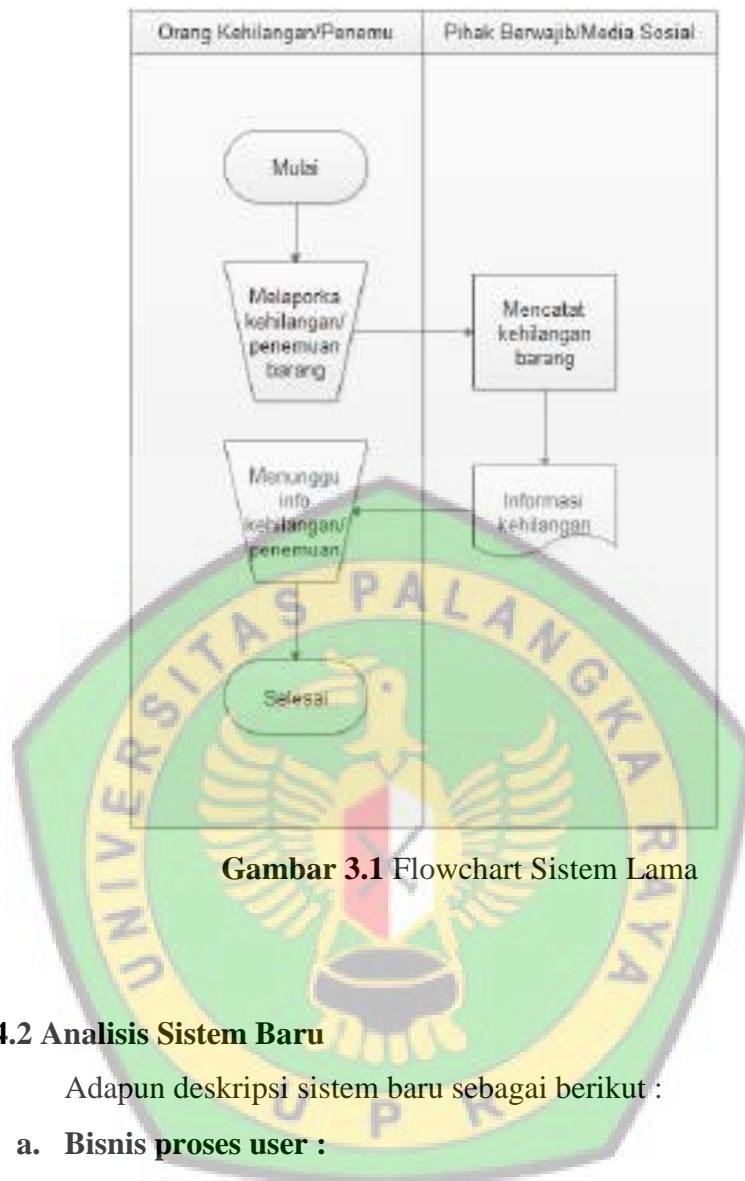 Orang Kehilangan/Penemu
Pihak Berwajib/Media Sosial
Mulai
Melaporka
kehilangan/
penemuan
barang
Mencatat
kehilangan
barang
Menunggu
info
kehilangan/
penemuan
Informasi
kehilangan
Selesai
UNIVERSITAS PALANGKA RAYA
Gambar 3.1 Flowchart Sistem Lama
4.2 Analisis Sistem Baru
Adapun deskripsi sistem baru sebagai berikut :
U P R
a. Bisnis proses user :